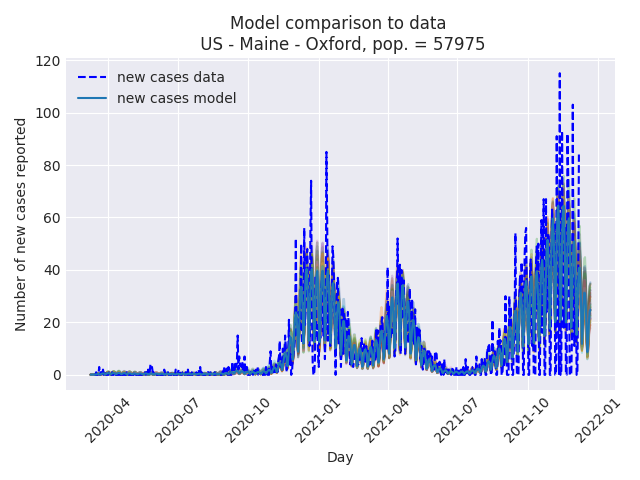 Model comparison to data
US - Maine - Oxford, pop. = 57975
new cases data
new cases model
Number of new cases reported
120
100
80
60
40
20
0
2020-04
2020-07
2020-10
2021-01
2021-04
2021-07
2021-10
2022-01
Day